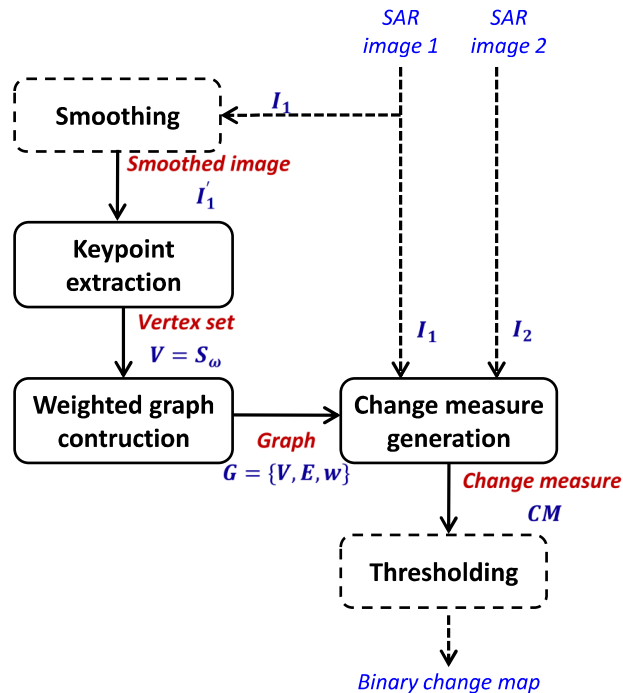 SAR
image 1
SAR
image 2
I₁
Smoothing
Smoothed image
I₁′
Keypoint
extraction
Vertex set
V = S_ω
I₁
I₂
Weighted graph
contruction
Change measure
generation
Graph
G = {V, E, w}
Change measure
CM
Thresholding
Binary change map